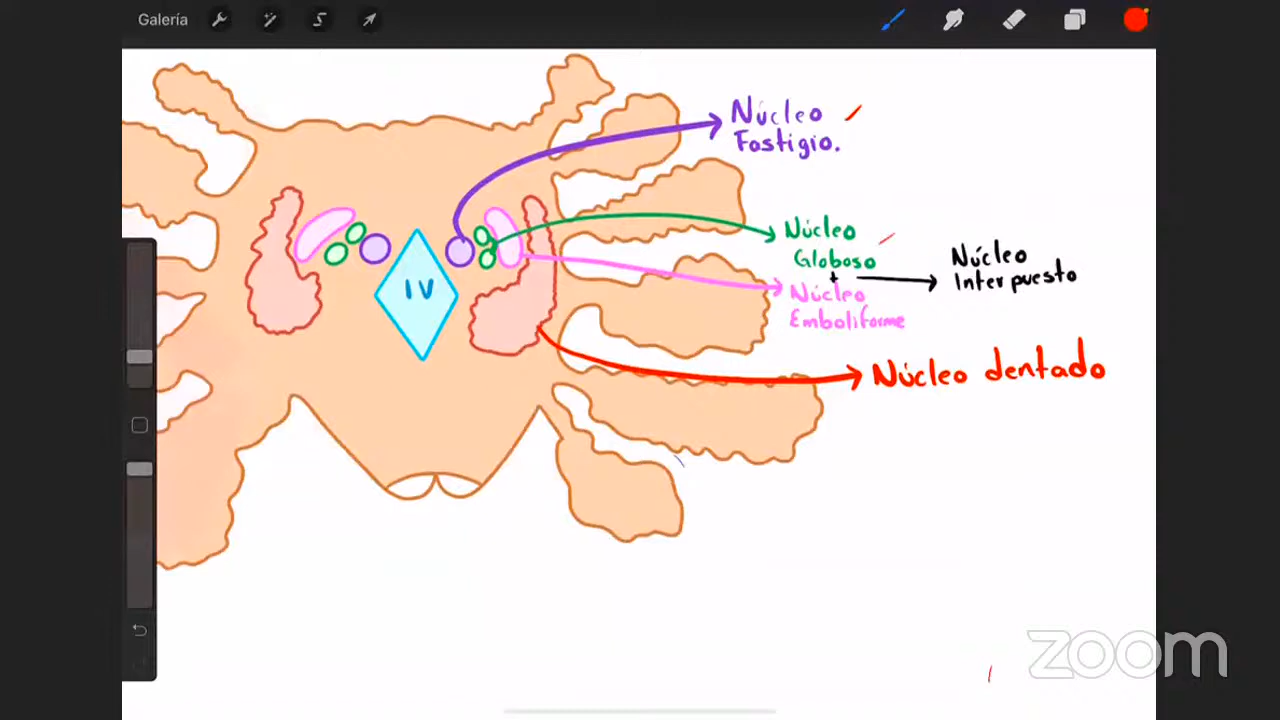 Galería
Núcleo
Fastigio.
Núcleo
Globoso
+
Núcleo
Emboliforme
Núcleo
Interpuesto
IV
Núcleo dentado
zoom